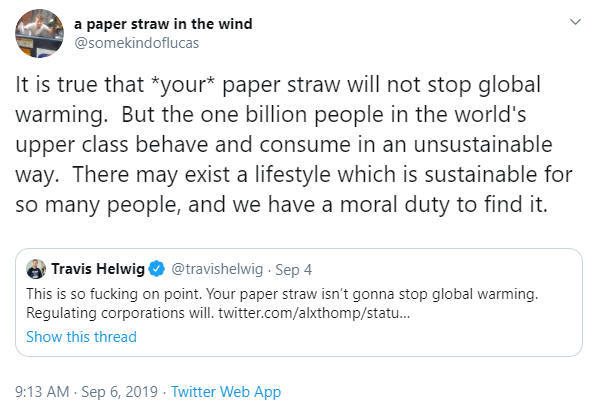 a paper straw in the wind
@somekindoflucas
It is true that *your* paper straw will not stop global
warming.  But the one billion people in the world's
upper class behave and consume in an unsustainable
way.  There may exist a lifestyle which is sustainable for
so many people, and we have a moral duty to find it.
Travis Helwig @travishelwig · Sep 4
This is so fucking on point. Your paper straw isn't gonna stop global warming.
Regulating corporations will. twitter.com/alxthomp/statu...
Show this thread
9:13 AM · Sep 6, 2019 · Twitter Web App